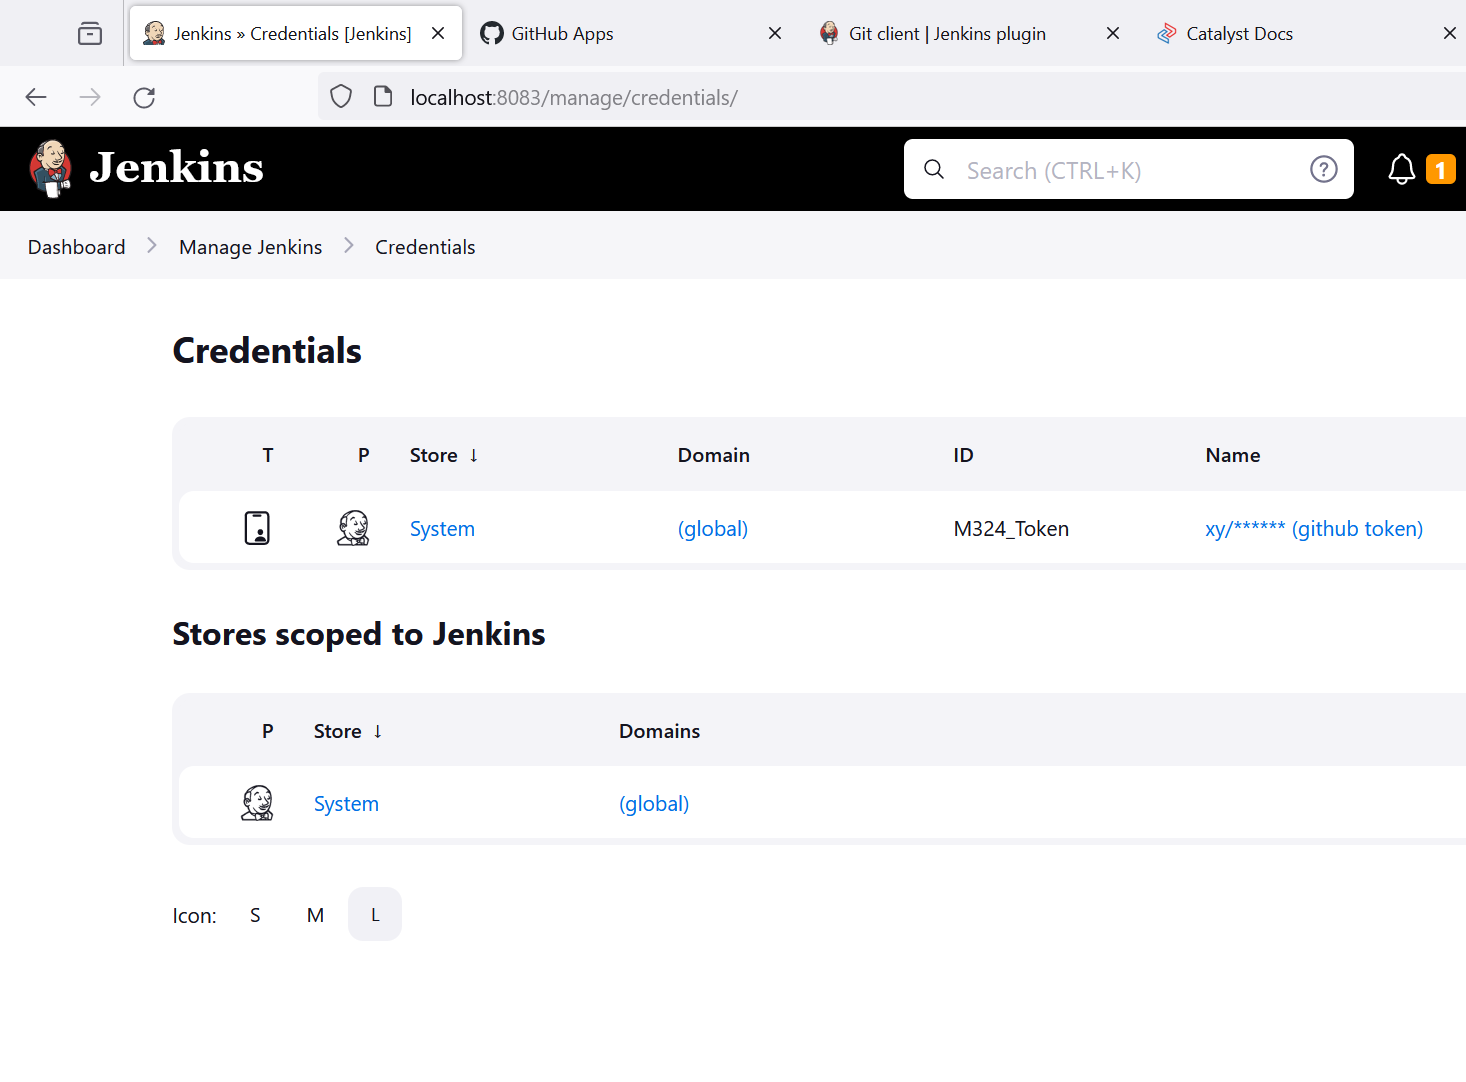 Jenkins » Credentials [Jenkins]
GitHub Apps
Git client | Jenkins plugin
Catalyst Docs
localhost:8083/manage/credentials/
Jenkins
Search (CTRL+K)
1
Dashboard Manage Jenkins Credentials
Credentials
T P Store ↓ Domain ID Name
System (global) M324_Token xy/****** (github token)
Stores scoped to Jenkins
P Store ↓ Domains
System (global)
Icon: S M L